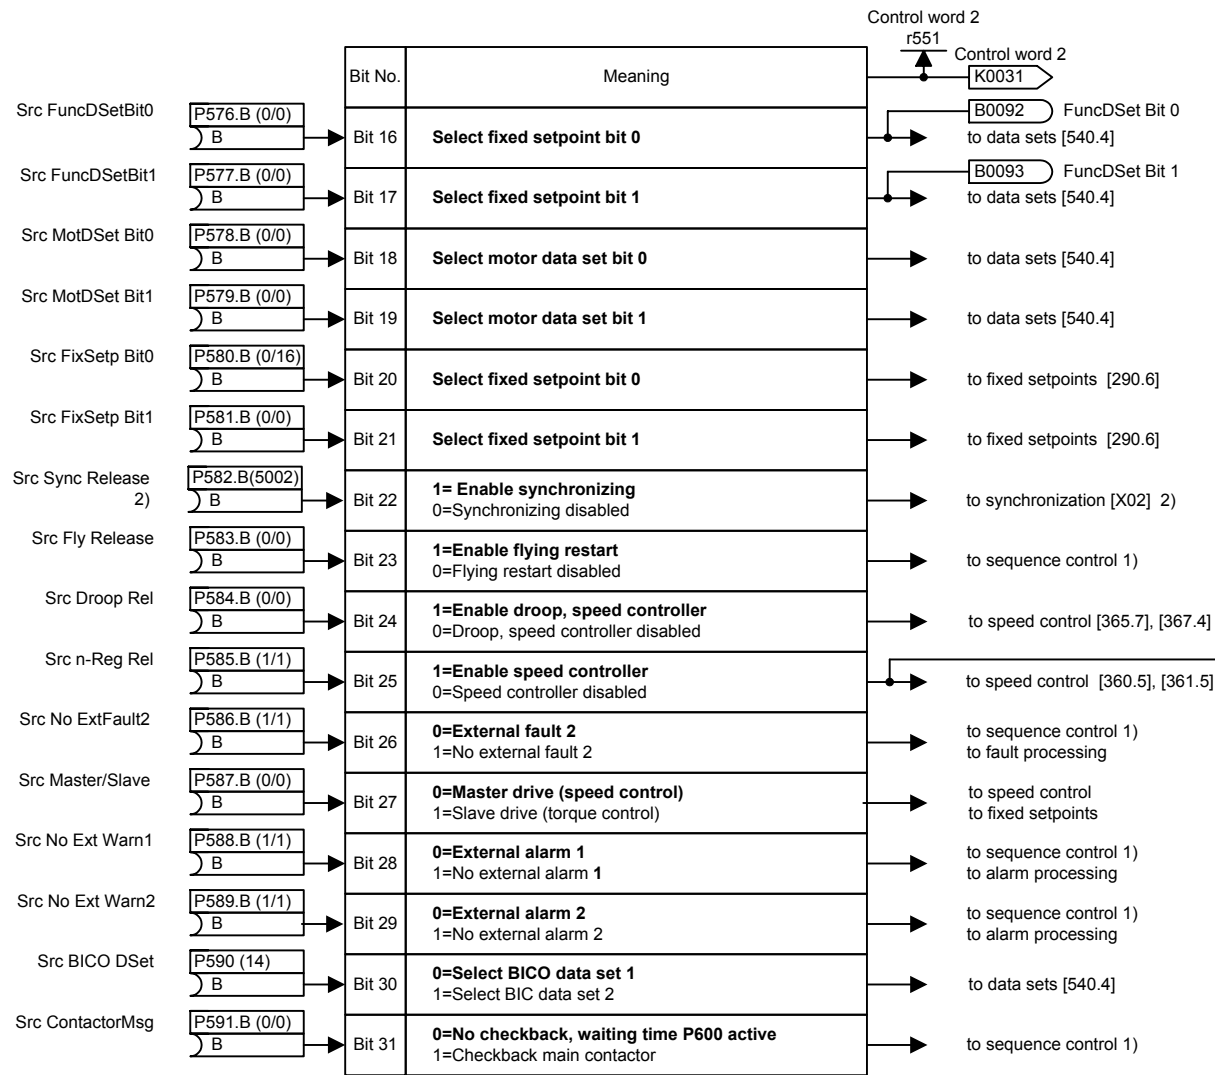 Control word 2
r551
Control word 2
Bit No. Meaning K0031
Src FuncDSetBit0 P576.B (0/0) B0092 FuncDSet Bit 0
B Bit 16 Select fixed setpoint bit 0 to data sets [540.4]
Src FuncDSetBit1 P577.B (0/0) B0093 FuncDSet Bit 1
B Bit 17 Select fixed setpoint bit 1 to data sets [540.4]
Src MotDSet Bit0 P578.B (0/0)
B Bit 18 Select motor data set bit 0 to data sets [540.4]
Src MotDSet Bit1 P579.B (0/0)
B Bit 19 Select motor data set bit 1 to data sets [540.4]
Src FixSetp Bit0 P580.B (0/16)
B Bit 20 Select fixed setpoint bit 0 to fixed setpoints [290.6]
Src FixSetp Bit1 P581.B (0/0)
B Bit 21 Select fixed setpoint bit 1 to fixed setpoints [290.6]
Src Sync Release P582.B(5002) 1= Enable synchronizing
2) B Bit 22 0=Synchronizing disabled to synchronization [X02] 2)
Src Fly Release P583.B (0/0) 1=Enable flying restart
B Bit 23 0=Flying restart disabled to sequence control 1)
Src Droop Rel P584.B (0/0) 1=Enable droop, speed controller
B Bit 24 0=Droop, speed controller disabled to speed control [365.7], [367.4]
Src n-Reg Rel P585.B (1/1) 1=Enable speed controller
B Bit 25 0=Speed controller disabled to speed control [360.5], [361.5]
Src No ExtFault2 P586.B (1/1) 0=External fault 2 to sequence control 1)
B Bit 26 1=No external fault 2 to fault processing
Src Master/Slave P587.B (0/0) 0=Master drive (speed control) to speed control
B Bit 27 1=Slave drive (torque control) to fixed setpoints
Src No Ext Warn1 P588.B (1/1) 0=External alarm 1 to sequence control 1)
B Bit 28 1=No external alarm 1 to alarm processing
Src No Ext Warn2 P589.B (1/1) 0=External alarm 2 to sequence control 1)
B Bit 29 1=No external alarm 2 to alarm processing
Src BICO DSet P590 (14) 0=Select BICO data set 1
B Bit 30 1=Select BIC data set 2 to data sets [540.4]
Src ContactorMsg P591.B (0/0) 0=No checkback, waiting time P600 active
B Bit 31 1=Checkback main contactor to sequence control 1)